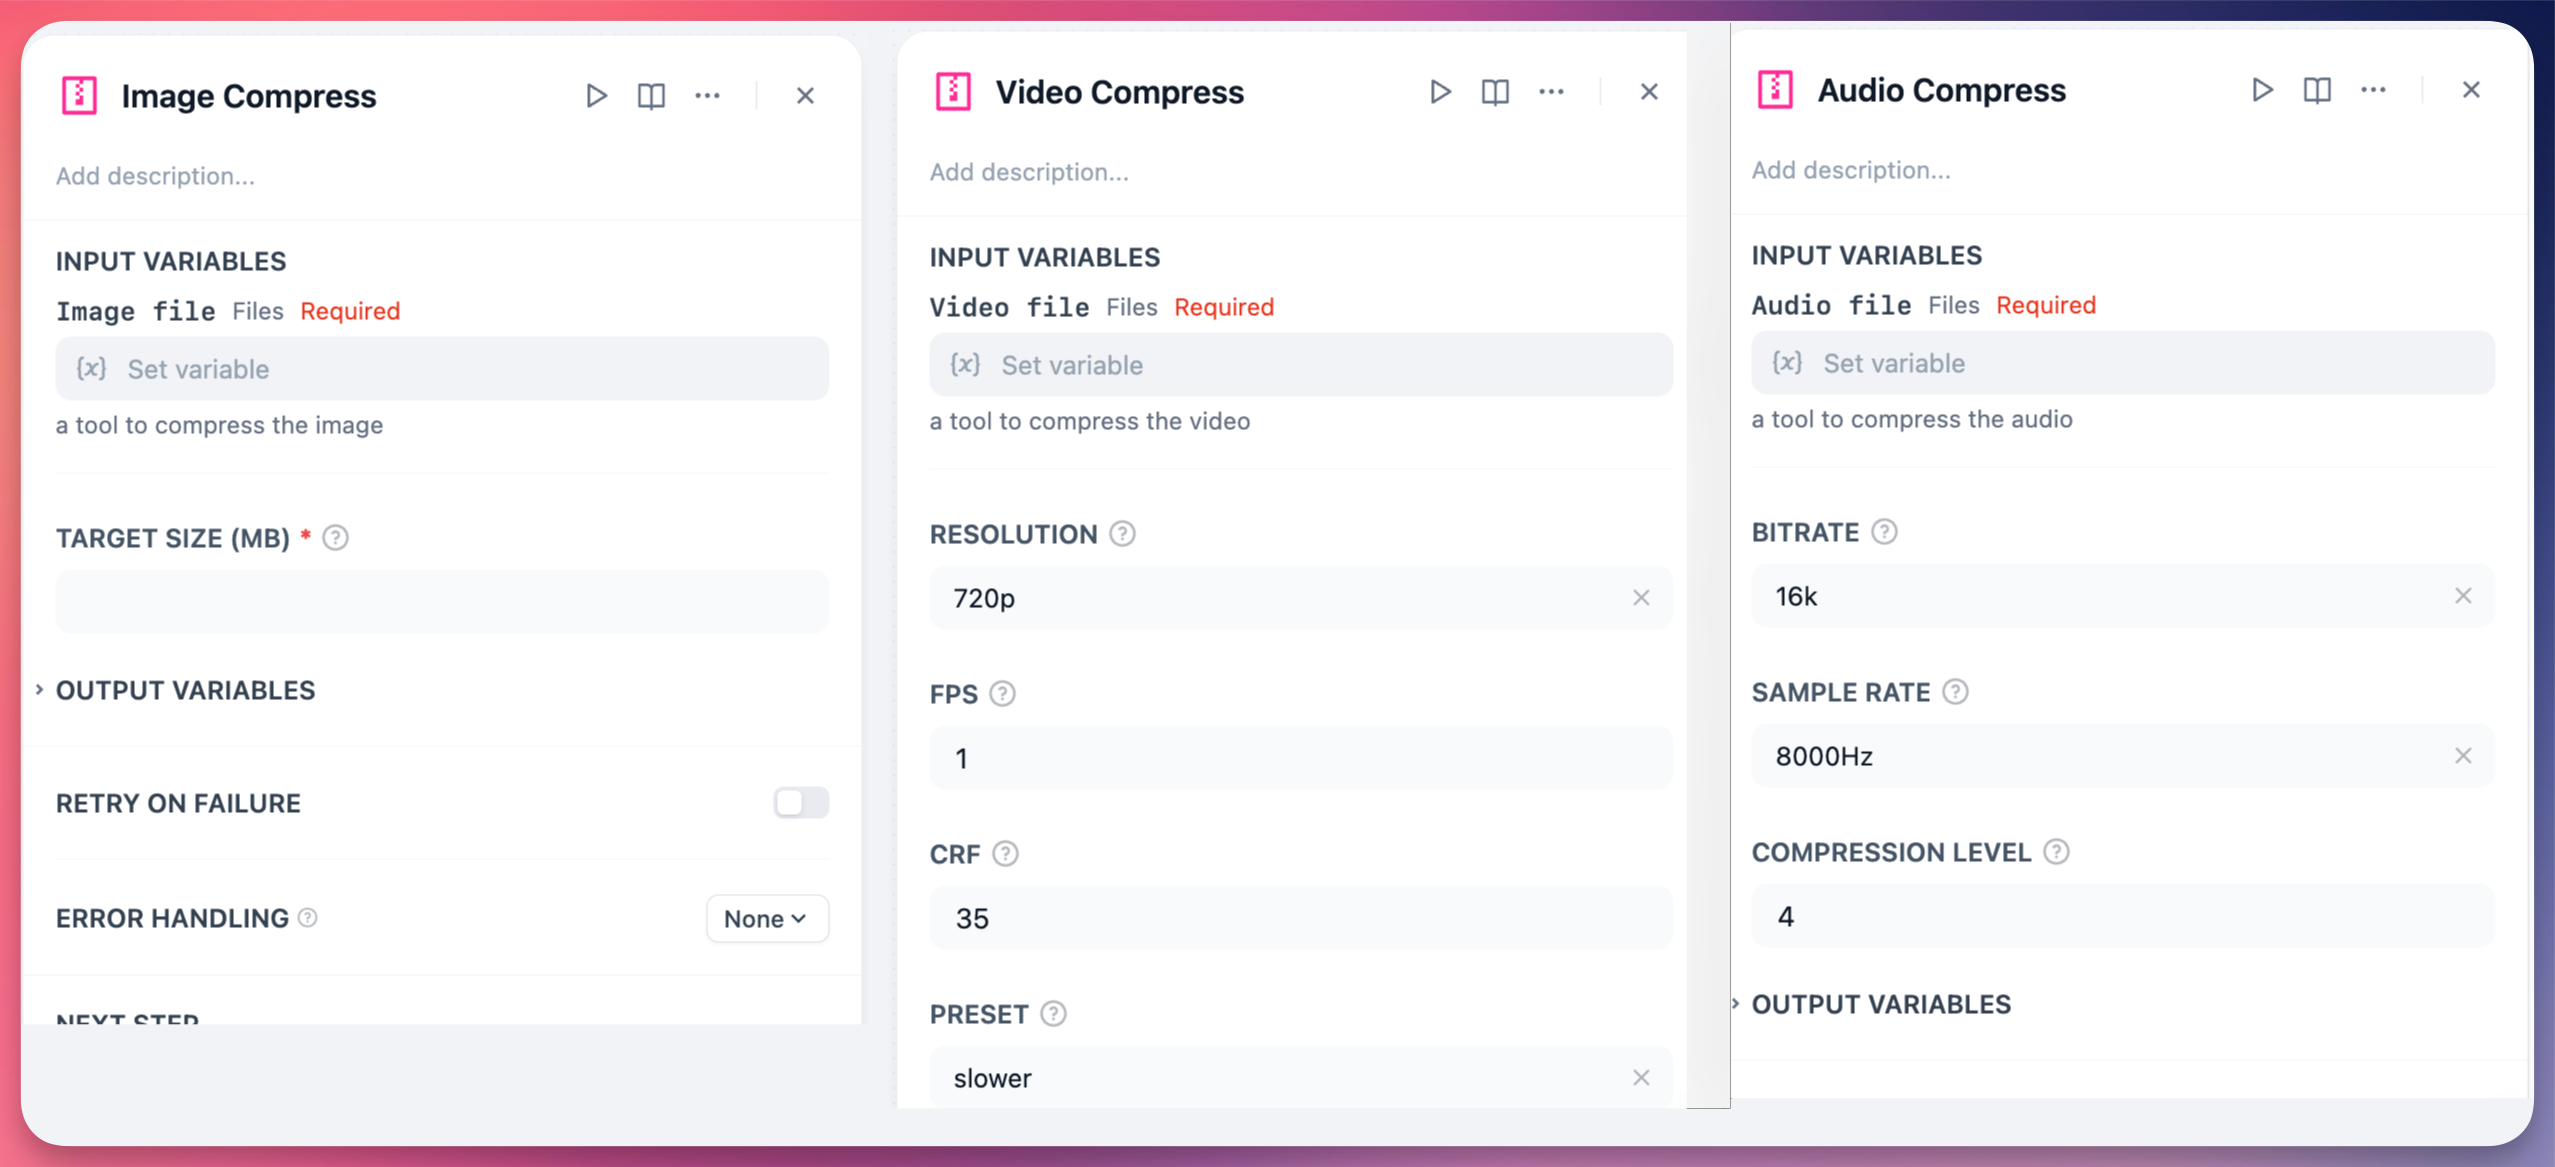 Image Compress
Add description...
INPUT VARIABLES
Image file Files Required
{x} Set variable
a tool to compress the image
TARGET SIZE (MB) *
OUTPUT VARIABLES
RETRY ON FAILURE
ERROR HANDLING
None
NEXT STEP
Video Compress
Add description...
INPUT VARIABLES
Video file Files Required
{x} Set variable
a tool to compress the video
RESOLUTION
720p
FPS
1
CRF
35
PRESET
slower
Audio Compress
Add description...
INPUT VARIABLES
Audio file Files Required
{x} Set variable
a tool to compress the audio
BITRATE
16k
SAMPLE RATE
8000Hz
COMPRESSION LEVEL
4
OUTPUT VARIABLES